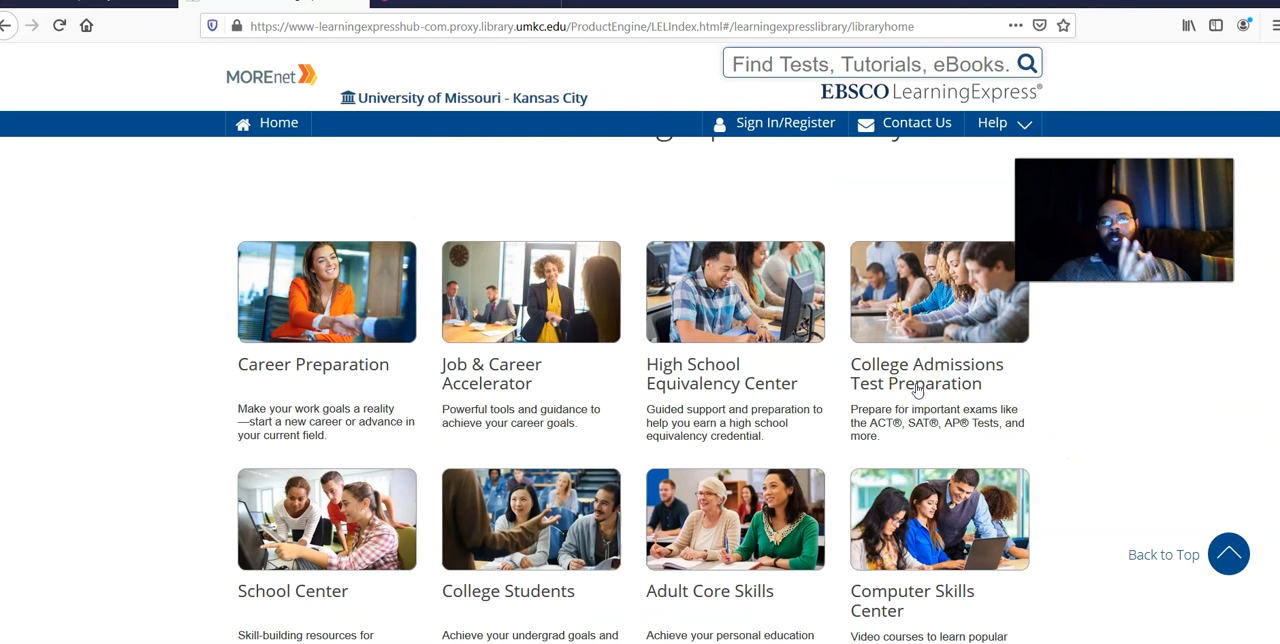 https://www-learningexpresshub-com.proxy.library.umkc.edu/ProductEngine/LELIndex.html#/learningexpresslibrary/libraryhome
MOREnet
Find Tests, Tutorials, eBooks.
University of Missouri - Kansas City
EBSCO LearningExpress®
Home
Sign In/Register
Contact Us
Help
Career Preparation
Make your work goals a reality
—start a new career or advance in
your current field.
Job & Career
Accelerator
Powerful tools and guidance to
achieve your career goals.
High School
Equivalency Center
Guided support and preparation to
help you earn a high school
equivalency credential.
College Admissions
Test Preparation
Prepare for important exams like
the ACT®, SAT®, AP® Tests, and
more.
School Center
Skill-building resources for
College Students
Achieve your undergrad goals and
Adult Core Skills
Achieve your personal education
Computer Skills
Center
Video courses to learn popular
Back to Top